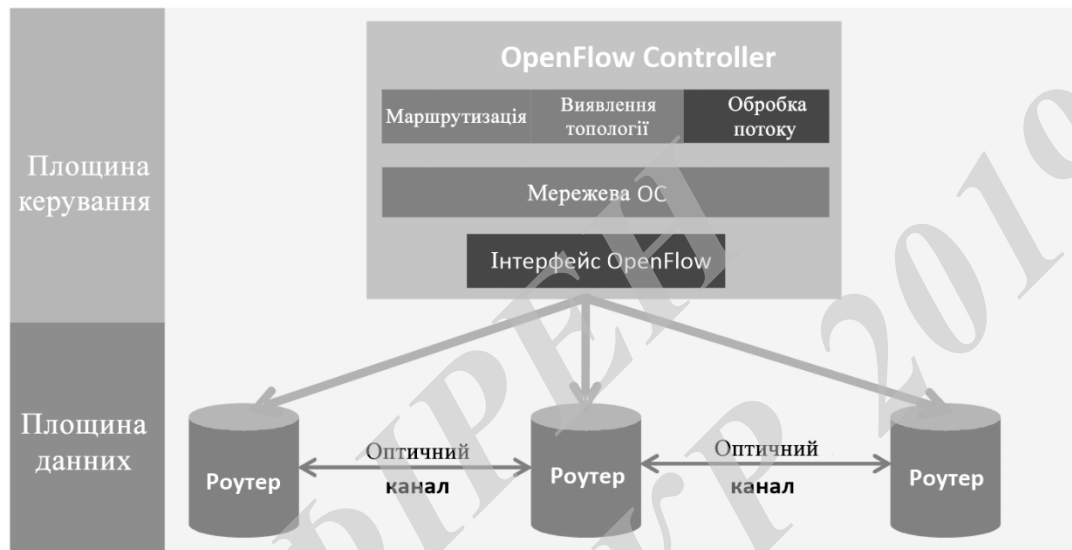 OpenFlow Controller
Маршрутизація
Виявлення
топології
Обробка
потоку
Площина
керування
Мережева ОС
Інтерфейс OpenFlow
Площина
данних
Роутер
Оптичний
канал
Роутер
Оптичний
канал
Роутер